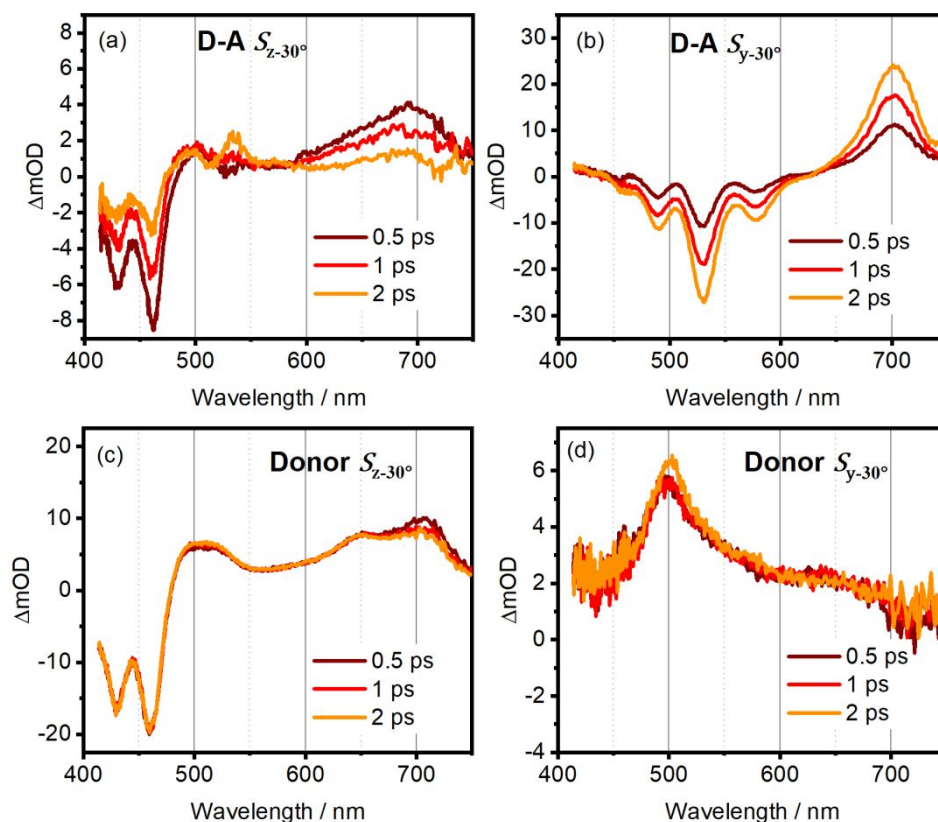 (a) D-A S z-30°
8
6
4
2
0
-2
-4
-6
-8
ΔmOD
0.5 ps
1 ps
2 ps
400 500 600 700
Wavelength / nm
(b) D-A S y-30°
30
20
10
0
-10
-20
-30
ΔmOD
0.5 ps
1 ps
2 ps
400 500 600 700
Wavelength / nm
(c) Donor S z-30°
20
10
0
-10
-20
ΔmOD
0.5 ps
1 ps
2 ps
400 500 600 700
Wavelength / nm
(d) Donor S y-30°
6
4
2
0
-2
-4
ΔmOD
0.5 ps
1 ps
2 ps
400 500 600 700
Wavelength / nm